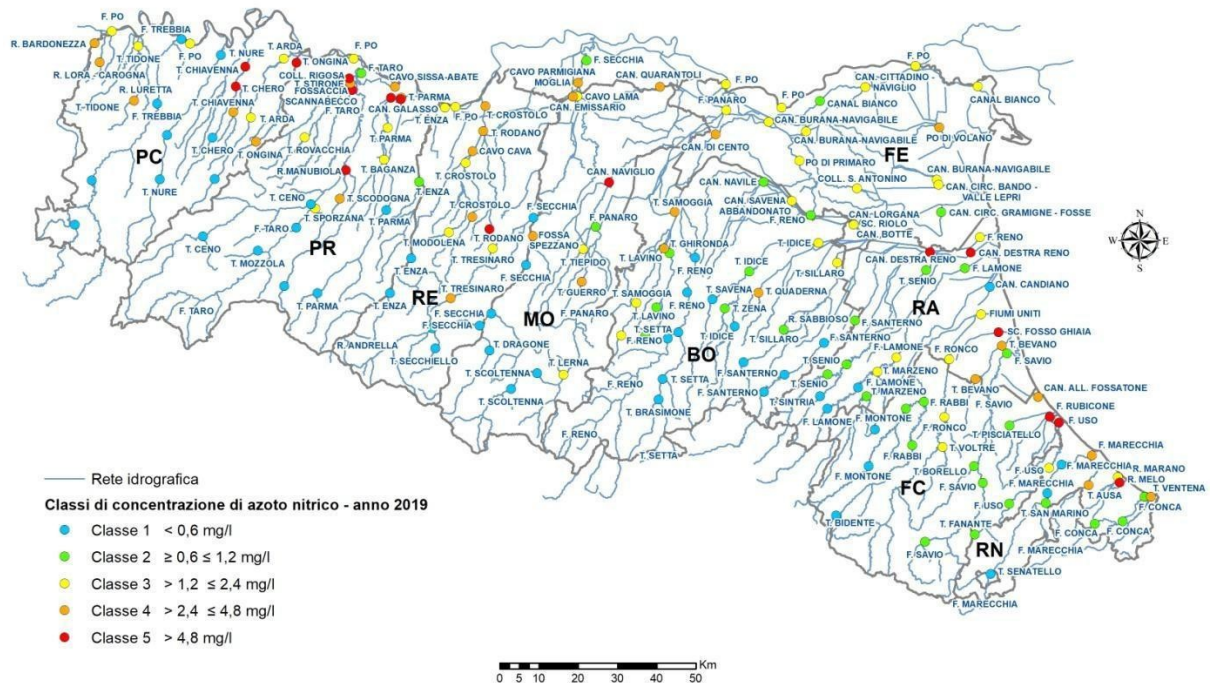 F. PO
F. TREBBIA
R. BARDONEZZA
T. TIDONE
F. PO
T. NURE
T. ARDA
F. PO
T. ONGINA
F. TARO
R. LORA - CAROGNA
T. CHIAVENNA
COLL. RIGOSA
T. STIRONE
CAVO SISSA-ABATE
T. CHERO
FOSSACCIA
SCANNABECCO
T. PARMA
R. LURETTA
T. TIDONE
T. CHIAVENNA
CAN. GALASSO
F. TREBBIA
T. ARDA
F. TARO
T. ENZA
F. PO
T. CROSTOLO
T. PARMA
T. RODANO
T. CHERO
T. ROVACCHIA
T. ONGINA
CAVO CAVA
PC
R.MANUBIOLA
T. BAGANZA
T. CROSTOLO
T. NURE
T. ENZA
T. CENO
T. SCODOGNA
T. SPORZANA
T. PARMA
T. CROSTOLO
F. TARO
PR
T. CENO
T. MODOLENA
T. RODANO
T. MOZZOLA
T. TRESINARO
T. ENZA
T. TRESINARO
RE
F. TARO
T. PARMA
T. ENZA
F. SECCHIA
F. SECCHIA
R. ANDRELLA
T. SECCHIELLO
F. SECCHIA
CAVO PARMIGIANA
MOGLIA
CAN. QUARANTOLI
CAVO LAMA
CAN. EMISSARIO
F. PO
F. PANARO
F. PO
CAN. CITTADINO -
NAVIGLIO
F. PO
CANAL BIANCO
CANAL BIANCO
CAN. BURANA-NAVIGABILE
CAN. BURANA-NAVIGABILE
PO DI VOLANO
CAN. DI CENTO
FE
PO DI PRIMARO
COLL. S. ANTONINO
CAN. BURANA-NAVIGABILE
CAN. CIRC. BANDO -
VALLE LEPRI
CAN. NAVIGLIO
CAN. NAVILE
CAN. SAVENA
ABBANDONATO
F. SECCHIA
F. PANARO
T. SAMOGGIA
F. RENO
CAN. LORGANA
SC. RIOLO
CAN. BOTTE
CAN. CIRC. GRAMIGNE - FOSSE
FOSSA
SPEZZANO
T. GHIRONDA
T. IDICE
F. RENO
T. TIEPIDO
T. LAVINO
CAN. DESTRA RENO
CAN. DESTRA RENO
F. SECCHIA
F. RENO
T. IDICE
T. SILLARO
T. SENIO
F. LAMONE
T. GUERRO
T. SAVENA
T. QUADERNA
CAN. CANDIANO
T. SAMOGGIA
F. RENO
RA
MO
F. PANARO
T. LAVINO
T. ZENA
R. SABBIOSO
F. SANTERNO
FIUMI UNITI
T. SETTA
F. RENO
T. IDICE
T. SILLARO
F. SANTERNO
SC. FOSSO GHIAIA
T. DRAGONE
BO
F. LAMONE
F. RONCO
T. BEVANO
F. SAVIO
T. SCOLTENNA
T. LERNA
F. SANTERNO
T. SENIO
T. MARZENO
F. RENO
T. SETTA
F. SANTERNO
T. SENIO
F. LAMONE
T. BEVANO
CAN. ALL. FOSSATONE
T. SCOLTENNA
T. BRASIMONE
T. SINTRIA
T. MARZENO
F. RABBI
F. SAVIO
F. RUBICONE
F. LAMONE
F. MONTONE
F. RONCO
T. PISCIATELLO
F. USO
F. RENO
T. SETTA
F. RABBI
T. VOLTRE
F. MARECCHIA
F. MONTONE
T. BORELLO
F. USO
F. MARECCHIA
R. MARANO
FC
F. SAVIO
F. MARECCHIA
R. MELO
T. AUSA
T. VENTENA
T. BIDENTE
F. USO
T. SAN MARINO
F. CONCA
T. FANANTE
F. CONCA
F. CONCA
F. SAVIO
RN
F. MARECCHIA
T. SENATELLO
F. MARECCHIA
N
W
E
S
Rete idrografica
Classi di concentrazione di azoto nitrico - anno 2019
Classe 1 < 0,6 mg/l
Classe 2 ≥ 0,6 ≤ 1,2 mg/l
Classe 3 > 1,2 ≤ 2,4 mg/l
Classe 4 > 2,4 ≤ 4,8 mg/l
Classe 5 > 4,8 mg/l
Km
0 5 10 20 30 40 50